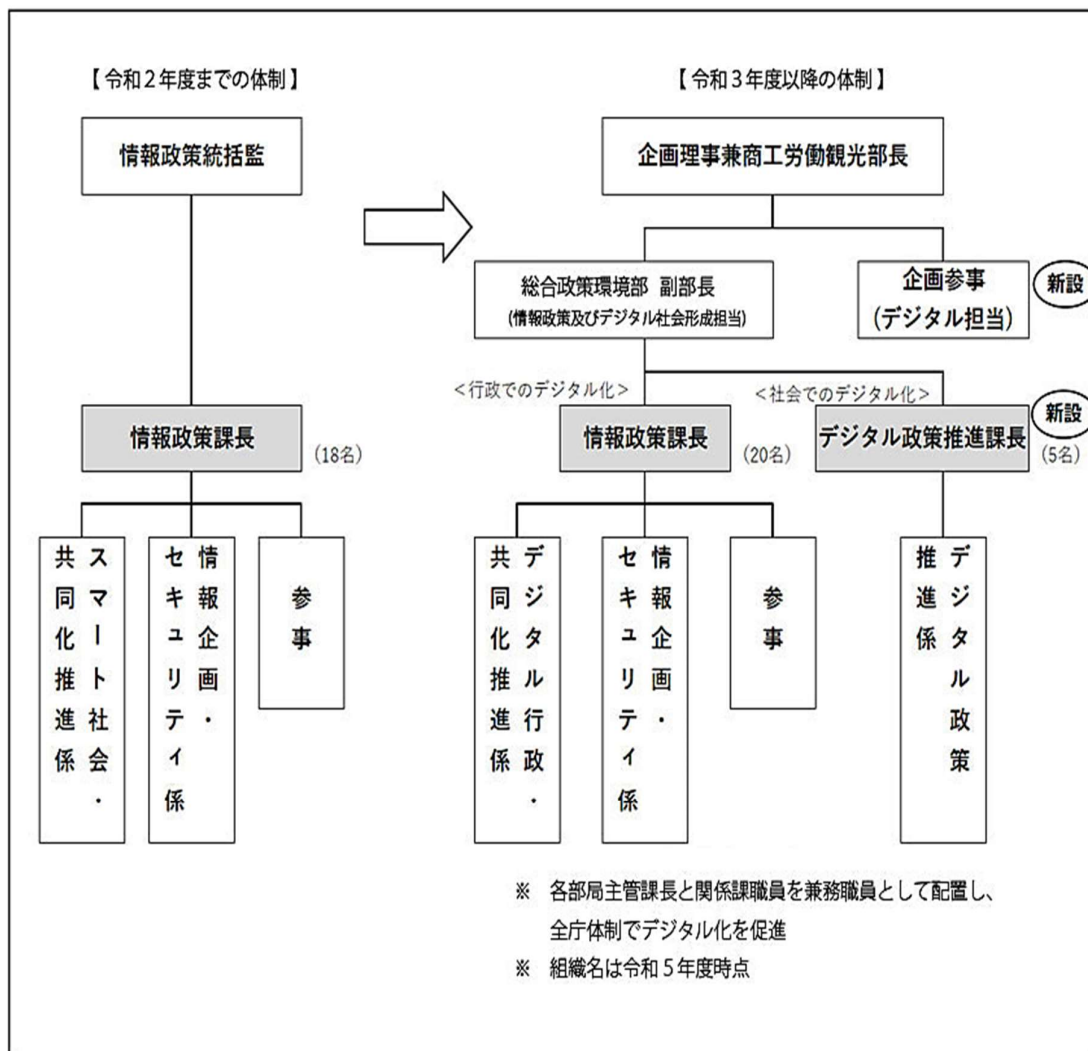 【 令和２年度までの体制 】
情報政策統括監
情報政策課長
（18名）
スマート社会・
共同化推進係
情報企画・
セキュリティ係
参事
【 令和３年度以降の体制 】
企画理事兼商工労働観光部長
総合政策環境部 副部長
(情報政策及びデジタル社会形成担当)
企画参事
(デジタル担当)
新設
＜行政でのデジタル化＞
＜社会でのデジタル化＞
情報政策課長
（20名）
デジタル政策推進課長
新設
（5名）
デジタル行政・
共同化推進係
情報企画・
セキュリティ係
参事
デジタル政策
推進係
※ 各部局主管課長と関係課職員を兼務職員として配置し、
全庁体制でデジタル化を促進
※ 組織名は令和５年度時点